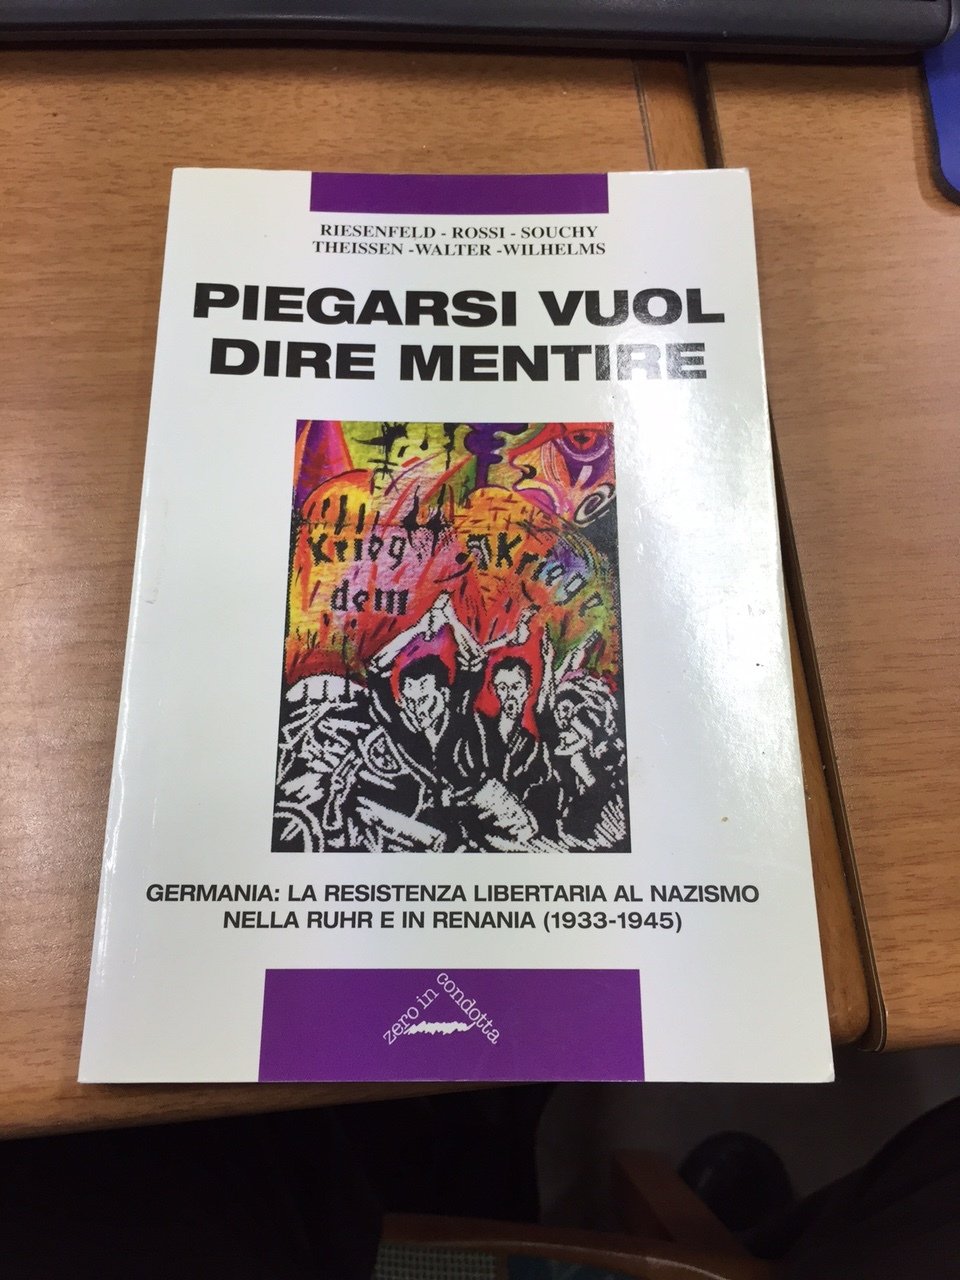 RIESENFELD - ROSSI - SOUCHY
THEISSEN -WALTER -WILHELMS
PIEGARSI VUOL
DIRE MENTIRE
Krieg
dem
Kriege
GERMANIA: LA RESISTENZA LIBERTARIA AL NAZISMO
NELLA RUHR E IN RENANIA (1933-1945)
zero in condotta